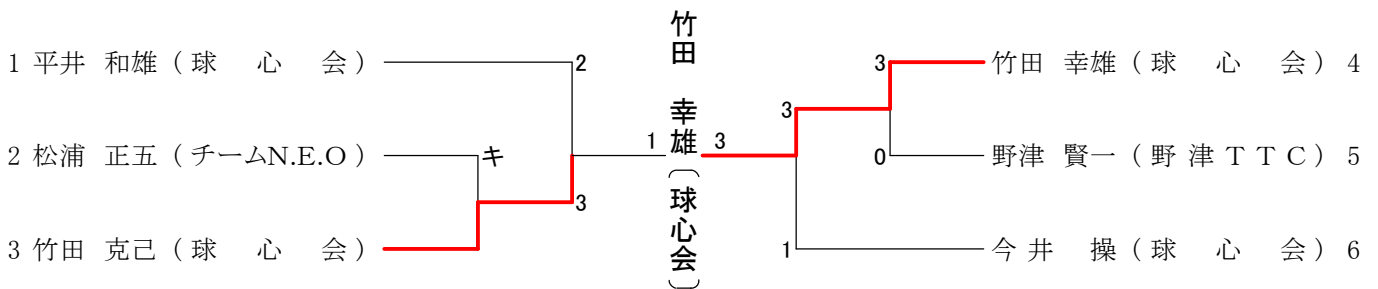 1 平井 和雄 ( 球 心 会 )
2 松浦 正五 ( チームN.E.O )
3 竹田 克己 ( 球 心 会 )
2
キ
3
1
竹田 幸雄 (球心会)
3
3
1
3
0
竹田 幸雄 ( 球 心 会 ) 4
野津 賢一 ( 野 津 T T C ) 5
今 井 操 ( 球 心 会 ) 6